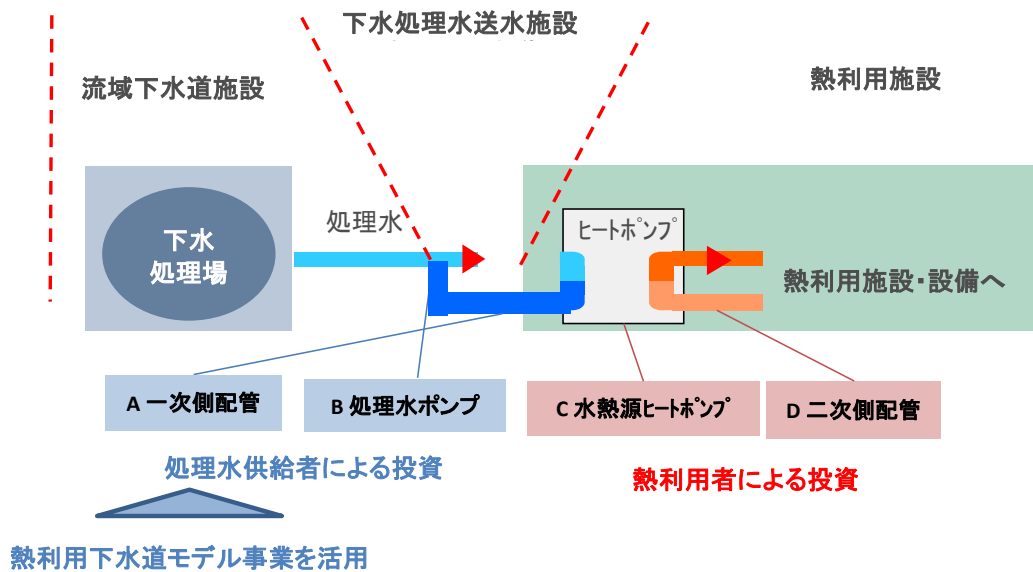 下水処理水送水施設
流域下水道施設
熱利用施設
処理水
ﾋｰﾄﾎﾟﾝﾌﾟ
下水
処理場
熱利用施設・設備へ
A 一次側配管
B 処理水ポンプ
C 水熱源ﾋｰﾄﾎﾟﾝﾌﾟ
D 二次側配管
処理水供給者による投資
熱利用者による投資
熱利用下水道モデル事業を活用